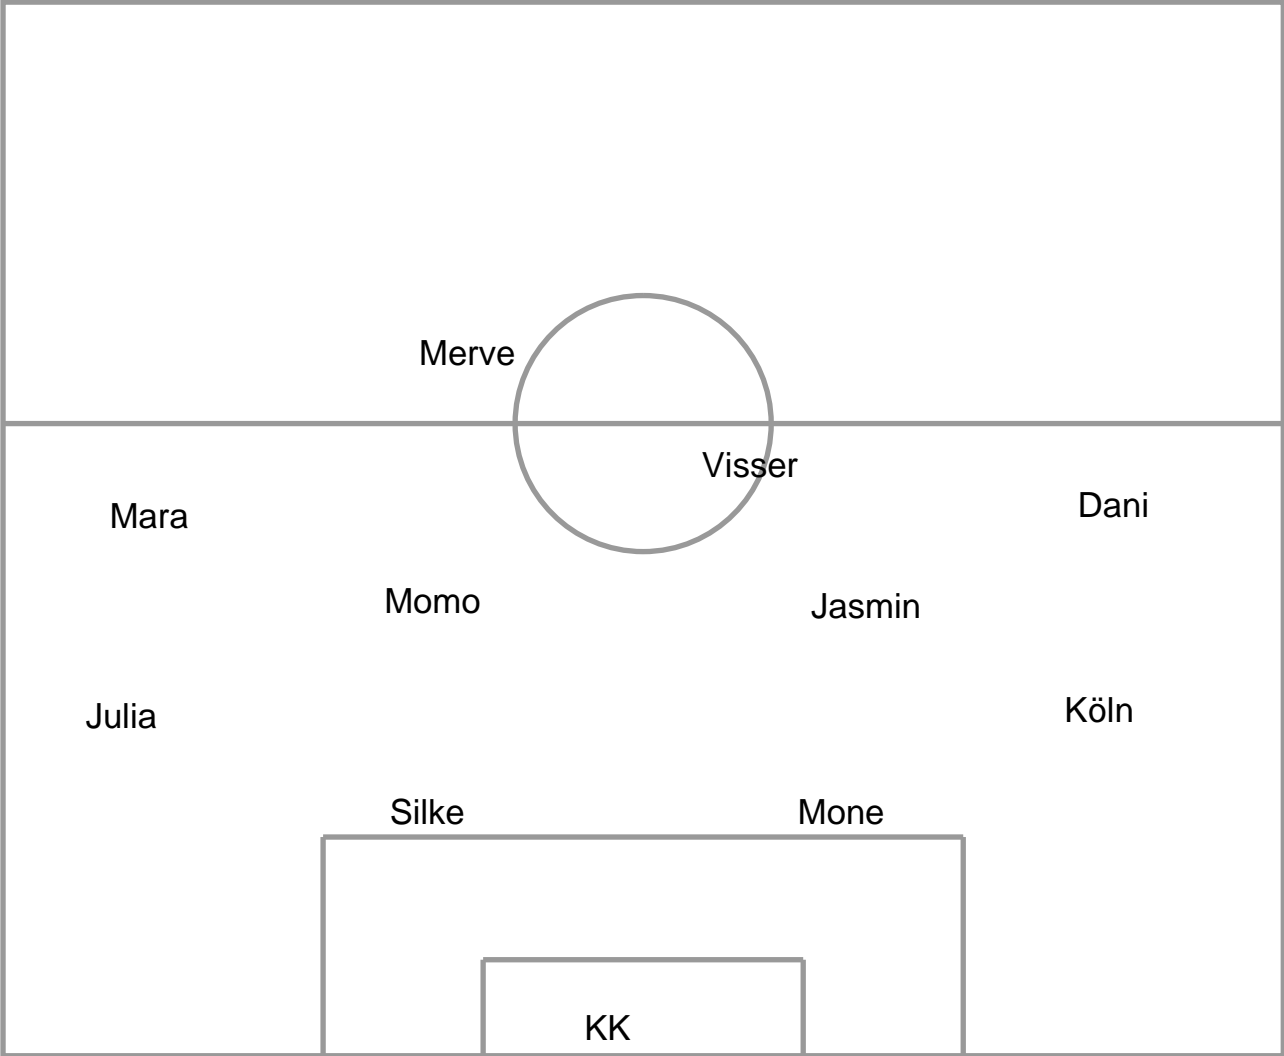 Merve
Visser
Mara
Dani
Momo
Jasmin
Julia
Köln
Silke
Mone
KK